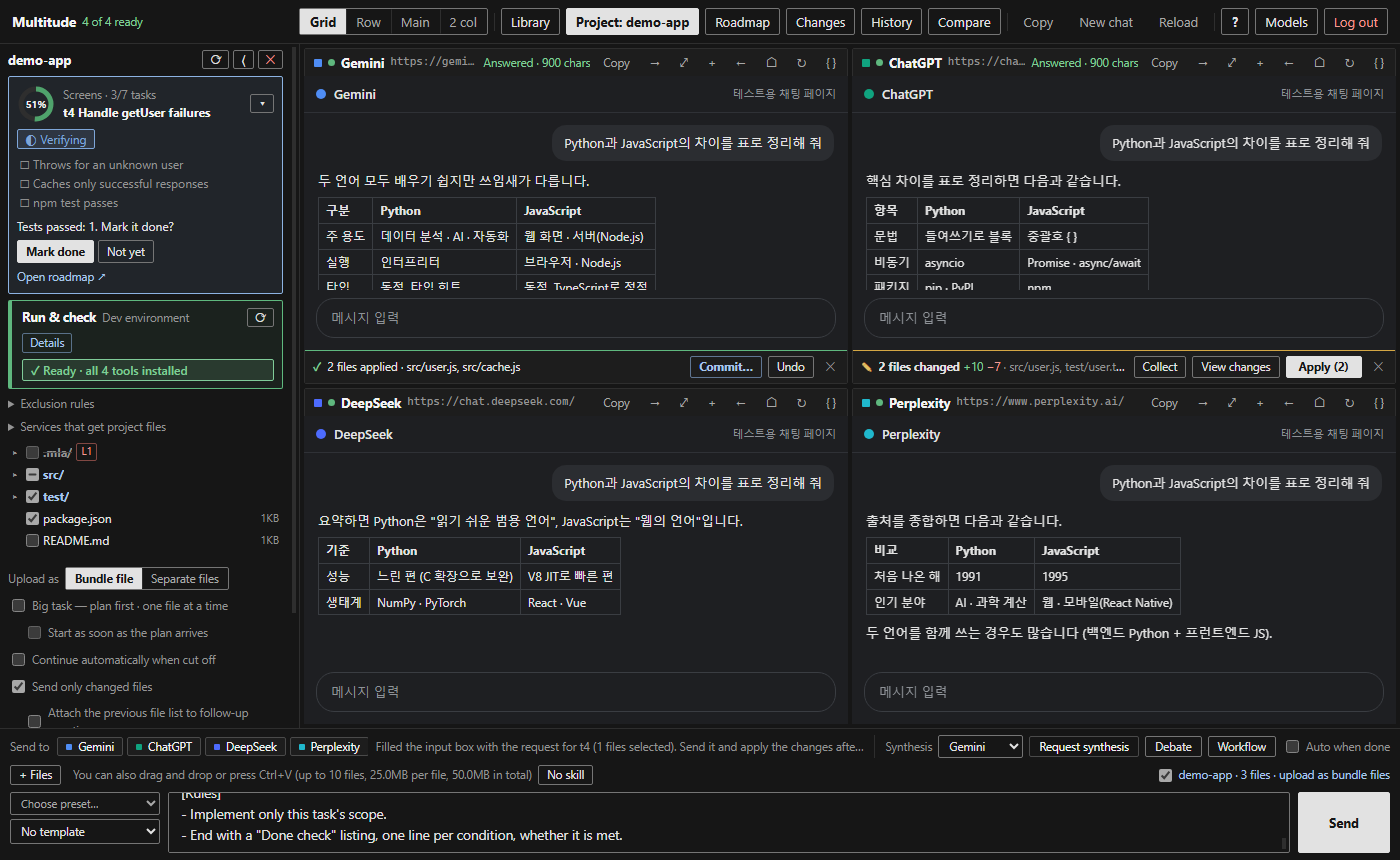 Multitude 4 of 4 ready
Grid Row Main 2 col Library Project: demo-app Roadmap Changes History Compare Copy New chat Reload ? Models Log out
demo-app
51% Screens · 3/7 tasks
t4 Handle getUser failures
Verifying
Throws for an unknown user
Caches only successful responses
npm test passes
Tests passed: 1. Mark it done?
Mark done Not yet
Open roadmap ↗
Run & check Dev environment
Details
✓ Ready · all 4 tools installed
Exclusion rules
Services that get project files
.mla/ L1
src/
test/
package.json 1KB
README.md 1KB
Upload as Bundle file Separate files
Big task — plan first · one file at a time
Start as soon as the plan arrives
Continue automatically when cut off
Send only changed files
Attach the previous file list to follow-up
Gemini https://gemi… Answered · 900 chars Copy → ⤢ + ← ↻ { }
Gemini 테스트용 채팅 페이지
Python과 JavaScript의 차이를 표로 정리해 줘
두 언어 모두 배우기 쉽지만 쓰임새가 다릅니다.
구분 Python JavaScript
주 용도 데이터 분석 · AI · 자동화 웹 화면 · 서버(Node.js)
실행 인터프리터 브라우저 · Node.js
타입 동적, 타입 힌트 동적, TypeScript로 정적
메시지 입력
✓ 2 files applied · src/user.js, src/cache.js Commit... Undo ×
ChatGPT https://cha… Answered · 900 chars Copy → ⤢ + ← ↻ { }
ChatGPT 테스트용 채팅 페이지
Python과 JavaScript의 차이를 표로 정리해 줘
핵심 차이를 표로 정리하면 다음과 같습니다.
항목 Python JavaScript
문법 들여쓰기로 블록 중괄호 { }
비동기 asyncio Promise · async/await
패키지 pip · PyPI npm
메시지 입력
2 files changed +10 −7 · src/user.js, test/user.t... Collect View changes Apply (2) ×
DeepSeek https://chat.deepseek.com/ Copy → ⤢ + ← ↻ { }
DeepSeek 테스트용 채팅 페이지
Python과 JavaScript의 차이를 표로 정리해 줘
요약하면 Python은 "읽기 쉬운 범용 언어", JavaScript는 "웹의 언어"입니다.
기준 Python JavaScript
성능 느린 편 (C 확장으로 보완) V8 JIT로 빠른 편
생태계 NumPy · PyTorch React · Vue
메시지 입력
Perplexity https://www.perplexity.ai/ Copy → ⤢ + ← ↻ { }
Perplexity 테스트용 채팅 페이지
Python과 JavaScript의 차이를 표로 정리해 줘
출처를 종합하면 다음과 같습니다.
비교 Python JavaScript
처음 나온 해 1991 1995
인기 분야 AI · 과학 계산 웹 · 모바일(React Native)
두 언어를 함께 쓰는 경우도 많습니다 (백엔드 Python + 프런트엔드 JS).
메시지 입력
Send to Gemini ChatGPT DeepSeek Perplexity Filled the input box with the request for t4 (1 files selected). Send it and apply the changes afte... Synthesis Gemini Request synthesis Debate Workflow Auto when done
+ Files You can also drag and drop or press Ctrl+V (up to 10 files, 25.0MB per file, 50.0MB in total) No skill demo-app · 3 files · upload as bundle files
Choose preset...
No template
[Rules]
- Implement only this task's scope.
- End with a "Done check" listing, one line per condition, whether it is met.
Send